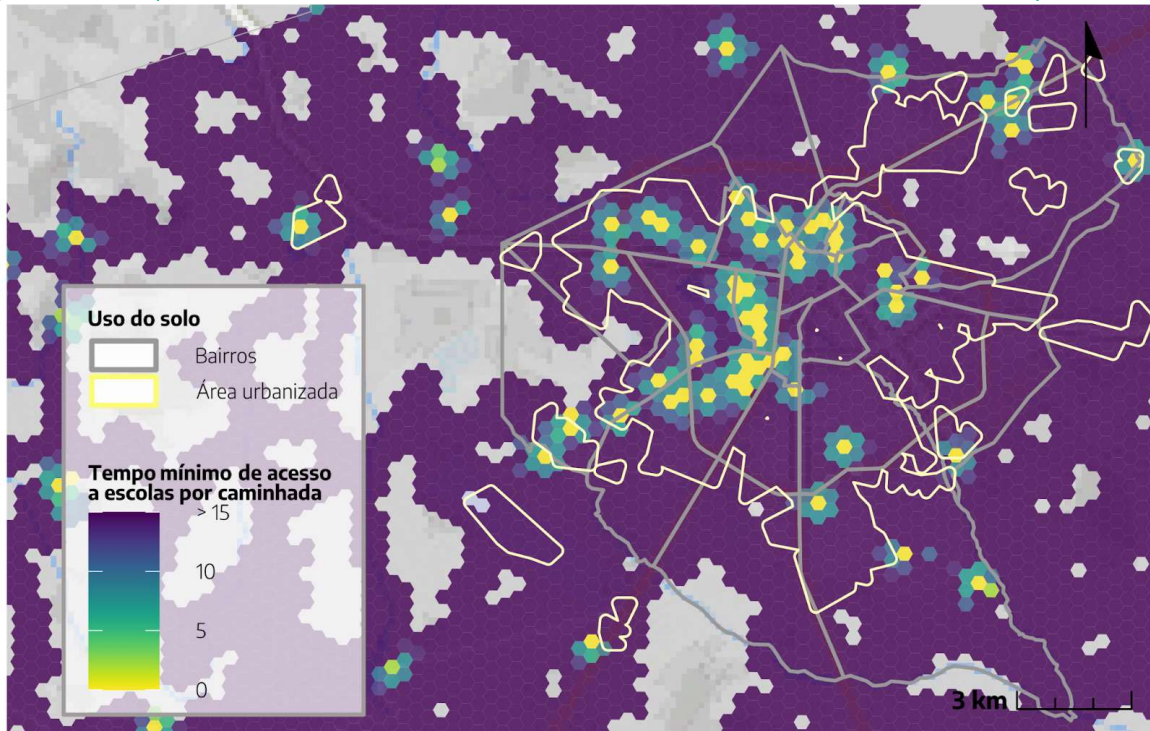 Uso do solo
Bairros
Área urbanizada
Tempo mínimo de acesso
a escolas por caminhada
> 15
10
5
0
3 km